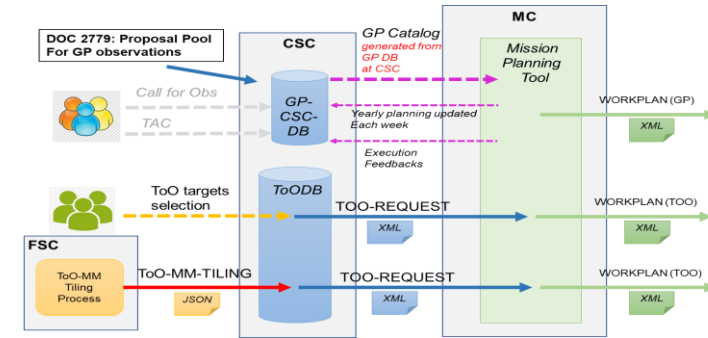 DOC 2779: Proposal Pool
For GP observations
CSC
MC
GP Catalog
generated from
GP DB
at CSC
Mission
Planning
Tool
Call for Obs
TAC
GP-
CSC-
DB
Yearly planning updated
Each week
Execution
Feedbacks
WORKPLAN (GP)
XML
ToO targets
selection
ToODB
TOO-REQUEST
XML
WORKPLAN (TOO)
XML
FSC
ToO-MM
Tiling
Process
ToO-MM-TILING
JSON
TOO-REQUEST
XML
WORKPLAN (TOO)
XML